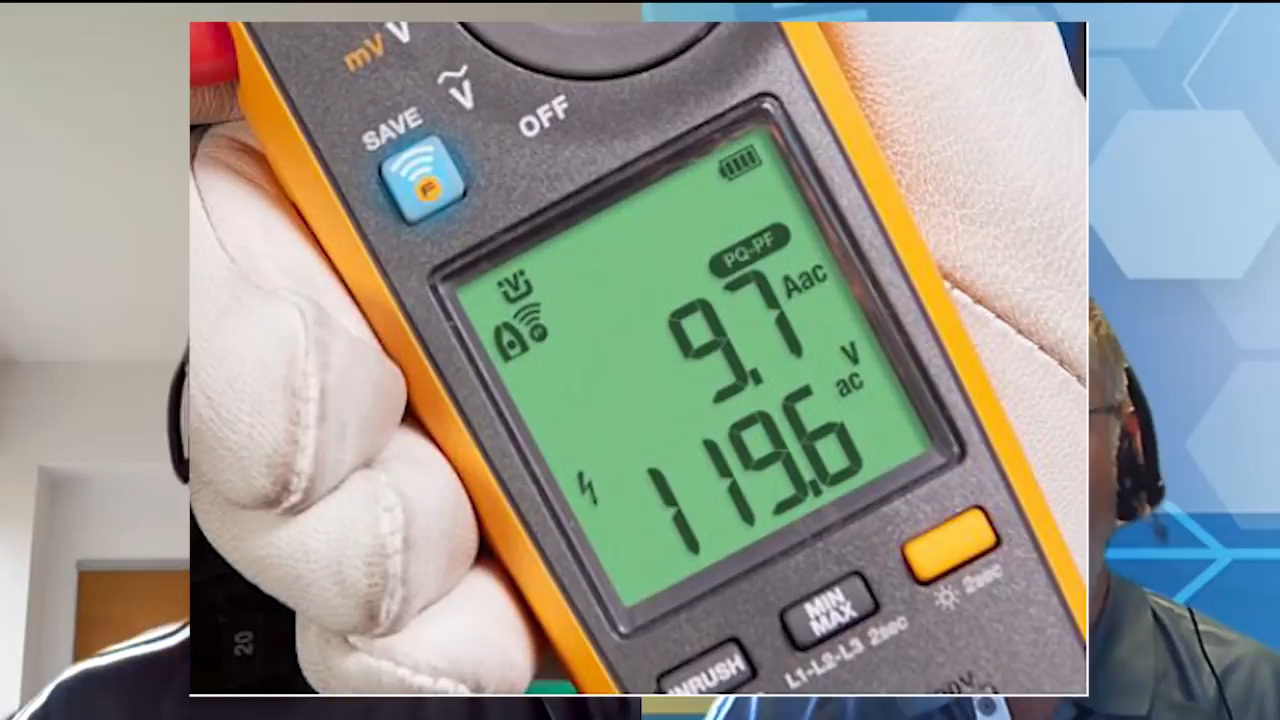 mV V
Ṽ
SAVE
OFF
F
PQ-PF
iVi
9.7 Aac
119.6 V
ac
2sec
MIN
MAX
L1-L2-L3 2sec
INRUSH
20